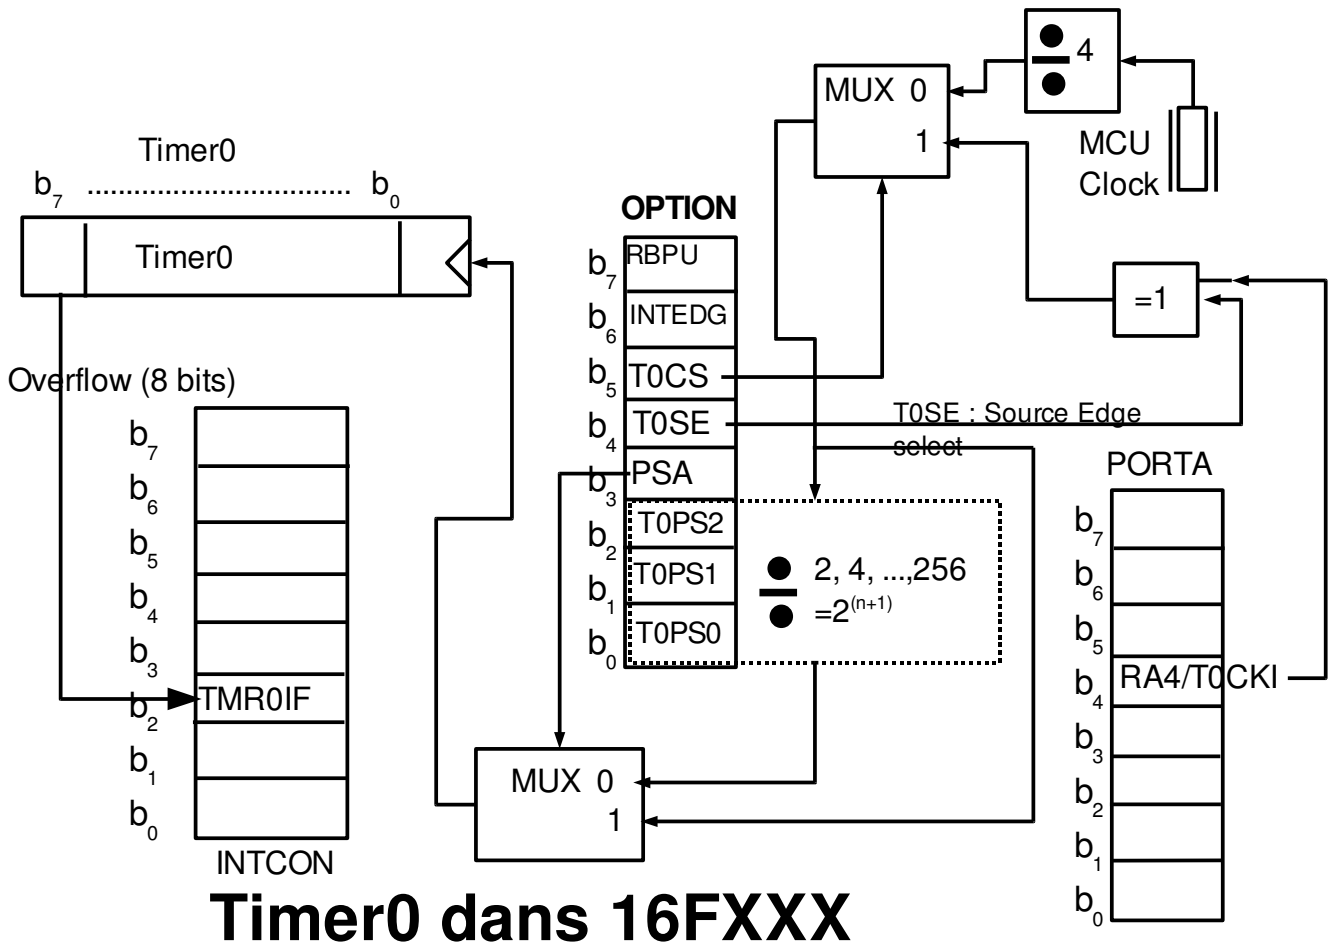 4
MUX 0
1
MCU
Clock
Timer0
b7 ................................ b0
Timer0
OPTION
b7 RBPU
b6 INTEDG
b5 T0CS
b4 T0SE
b3 PSA
b2 T0PS2
b1 T0PS1
b0 T0PS0
=1
T0SE : Source Edge
select
2, 4, ...,256
=2(n+1)
Overflow (8 bits)
b7
b6
b5
b4
b3
b2 TMR0IF
b1
b0
INTCON
MUX 0
1
PORTA
b7
b6
b5
b4 RA4/T0CKI
b3
b2
b1
b0
Timer0 dans 16FXXX